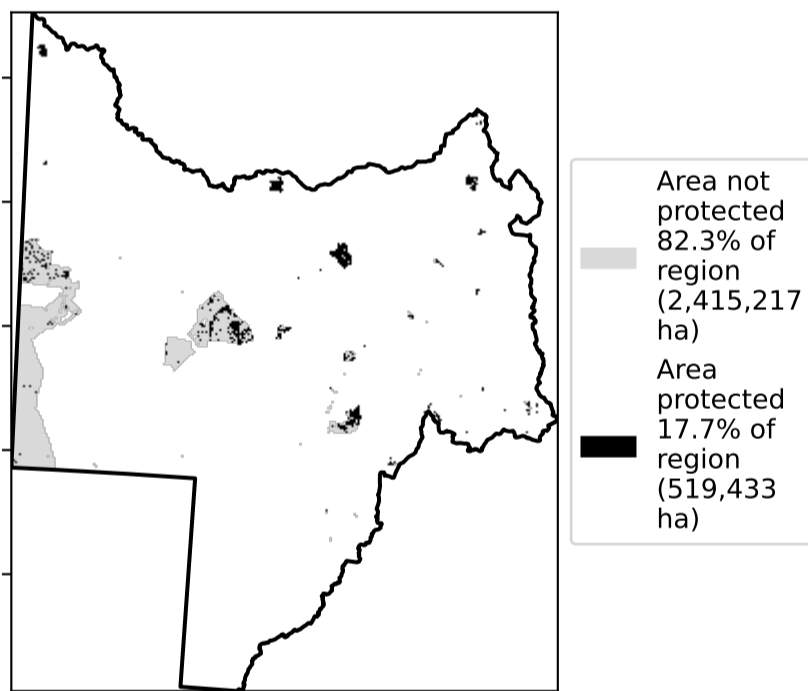 Area not
protected
82.3% of
region
(2,415,217
ha)
Area
protected
17.7% of
region
(519,433
ha)